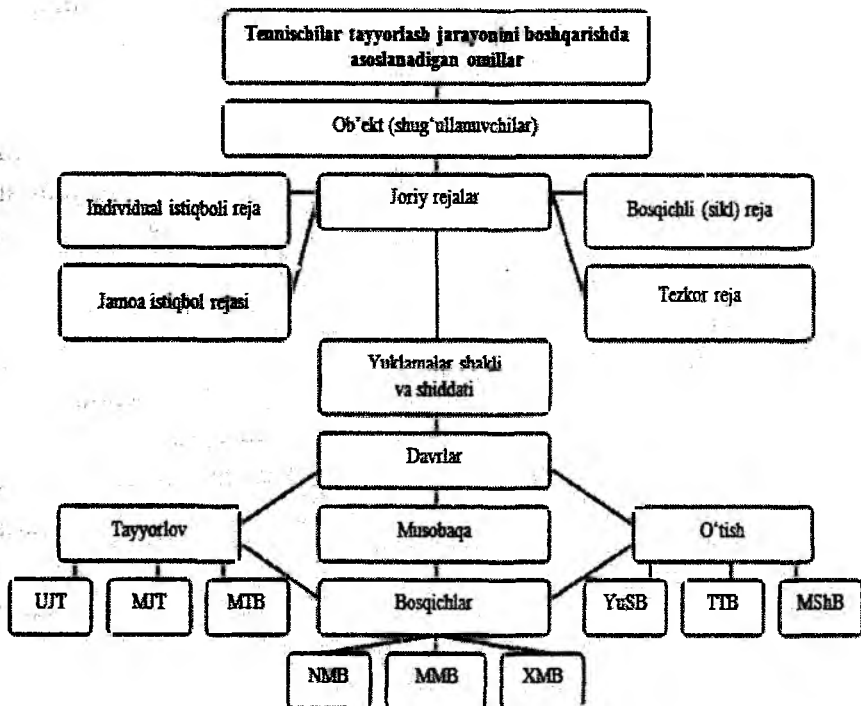 Tennischilar tayyorlash jarayonini boshqarishda
asoslanadigan omillar
Ob'ekt (shug‘ullanuvchilar)
Individual istiqboli reja
Joriy rejalar
Bosqichli (sikl) reja
Jamoa istiqbol rejasi
Tezkor reja
Yuklamalar shakli
va shiddati
Davrlar
Tayyorlov
Musobaqa
O‘tish
UJT
MJT
MTB
Bosqichlar
YuSB
TTB
MShB
NMB
MMB
XMB